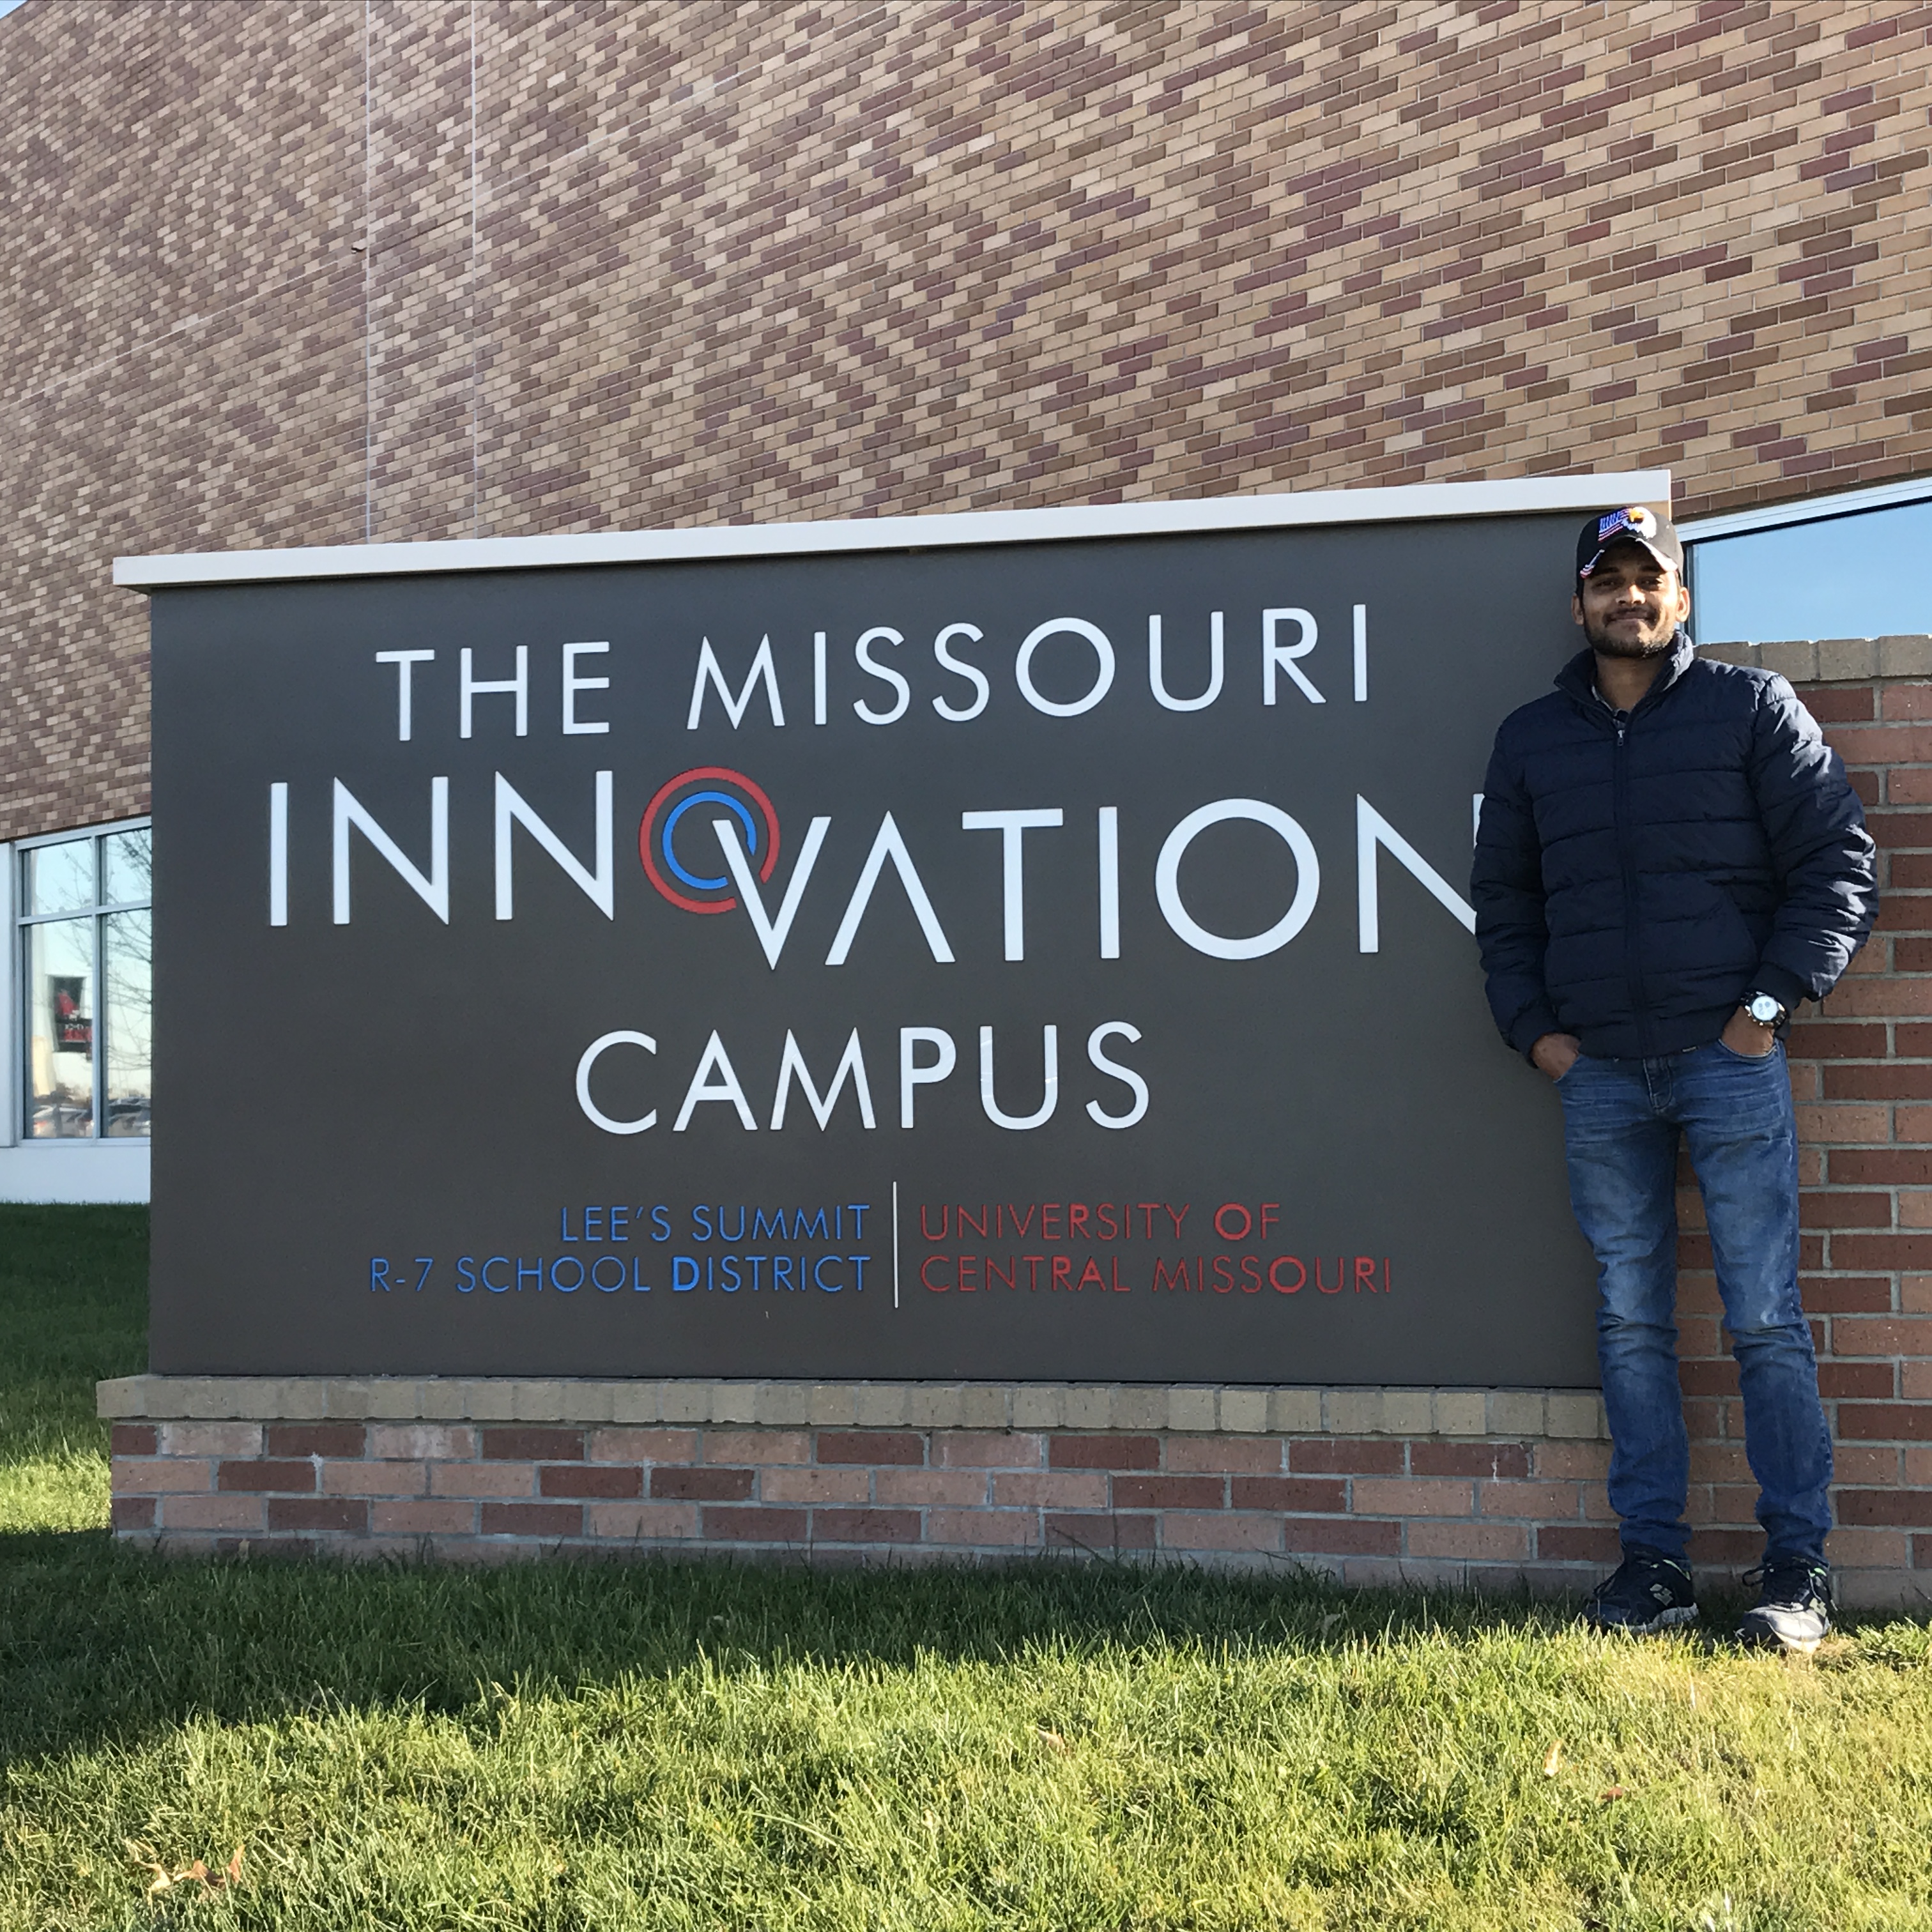 THE MISSOURI
INNOVATION
CAMPUS
LEE'S SUMMIT
R-7 SCHOOL DISTRICT
UNIVERSITY OF
CENTRAL MISSOURI